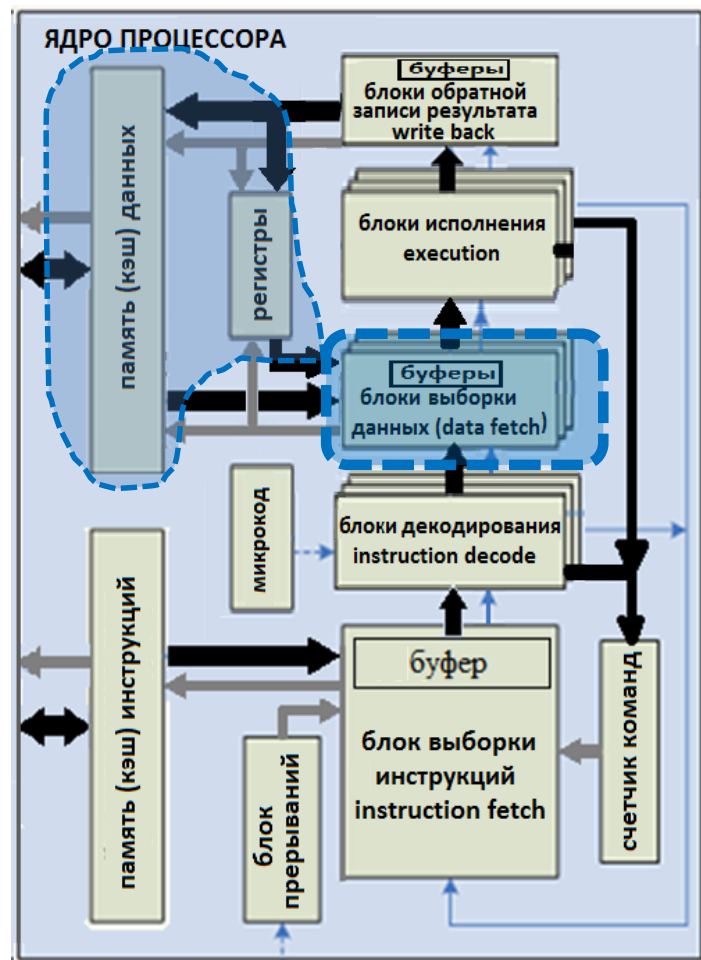 ЯДРО ПРОЦЕССОРА
буферы
блоки обратной
записи результата
write back
память (кэш) данных
регистры
блоки исполнения
execution
буферы
блоки выборки
данных (data fetch)
микрокод
блоки декодирования
instruction decode
память (кэш) инструкций
буфер
блок выборки
инструкций
instruction fetch
блок
прерываний
счетчик команд